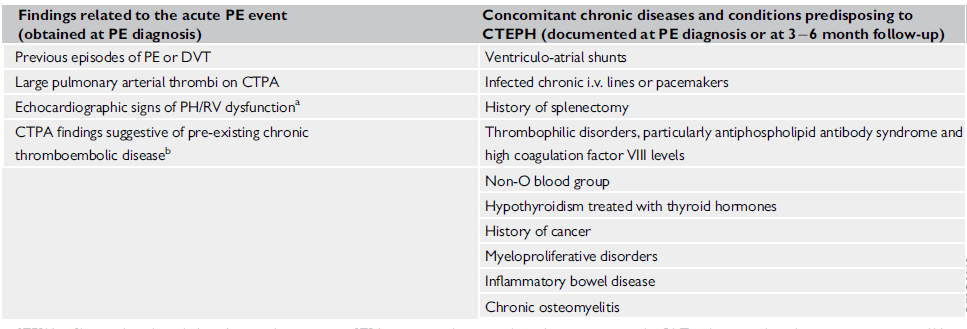 Findings related to the acute PE event
(obtained at PE diagnosis)
Concomitant chronic diseases and conditions predisposing to
CTEPH (documented at PE diagnosis or at 3–6 month follow-up)
Previous episodes of PE or DVT
Ventriculo-atrial shunts
Large pulmonary arterial thrombi on CTPA
Infected chronic i.v. lines or pacemakers
Echocardiographic signs of PH/RV dysfunctionᵃ
History of splenectomy
CTPA findings suggestive of pre-existing chronic
thromboembolic diseaseᵇ
Thrombophilic disorders, particularly antiphospholipid antibody syndrome and
high coagulation factor VIII levels
Non-O blood group
Hypothyroidism treated with thyroid hormones
History of cancer
Myeloproliferative disorders
Inflammatory bowel disease
Chronic osteomyelitis